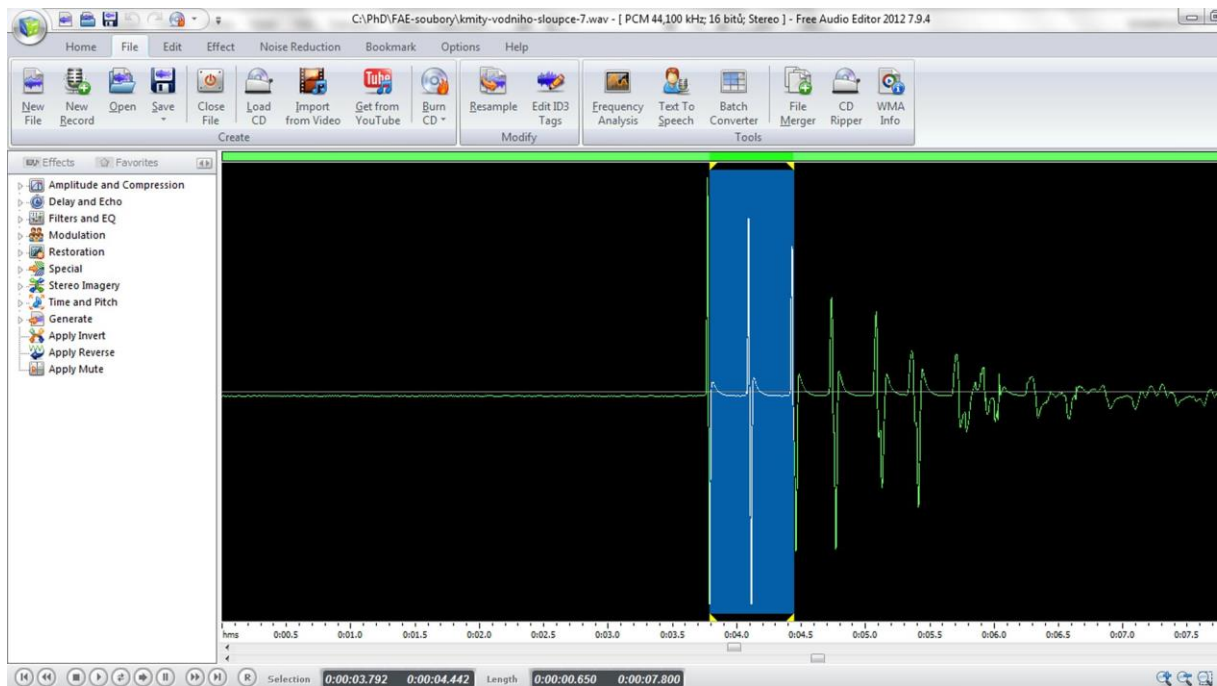 C:\PhD\FAE-soubory\kmity-vodniho-sloupce-7.wav - [ PCM 44,100 kHz; 16 bitů; Stereo ] - Free Audio Editor 2012 7.9.4
Home File Edit Effect Noise Reduction Bookmark Options Help
New File
New Record
Open
Save
Close File
Load CD
Import from Video
You Tube
Get from YouTube
Burn CD
Resample
Edit ID3 Tags
Frequency Analysis
Text To Speech
Batch Converter
File Merger
CD Ripper
WMA Info
Create Modify Tools
Effects Favorites
Amplitude and Compression
Delay and Echo
Filters and EQ
Modulation
Restoration
Special
Stereo Imagery
Time and Pitch
Generate
Apply Invert
Apply Reverse
Apply Mute
hms 0:00.5 0:01.0 0:01.5 0:02.0 0:02.5 0:03.0 0:03.5 0:04.0 0:04.5 0:05.0 0:05.5 0:06.0 0:06.5 0:07.0 0:07.5
R Selection 0:00:03.792 0:00:04.442 Length 0:00:00.650 0:00:07.800